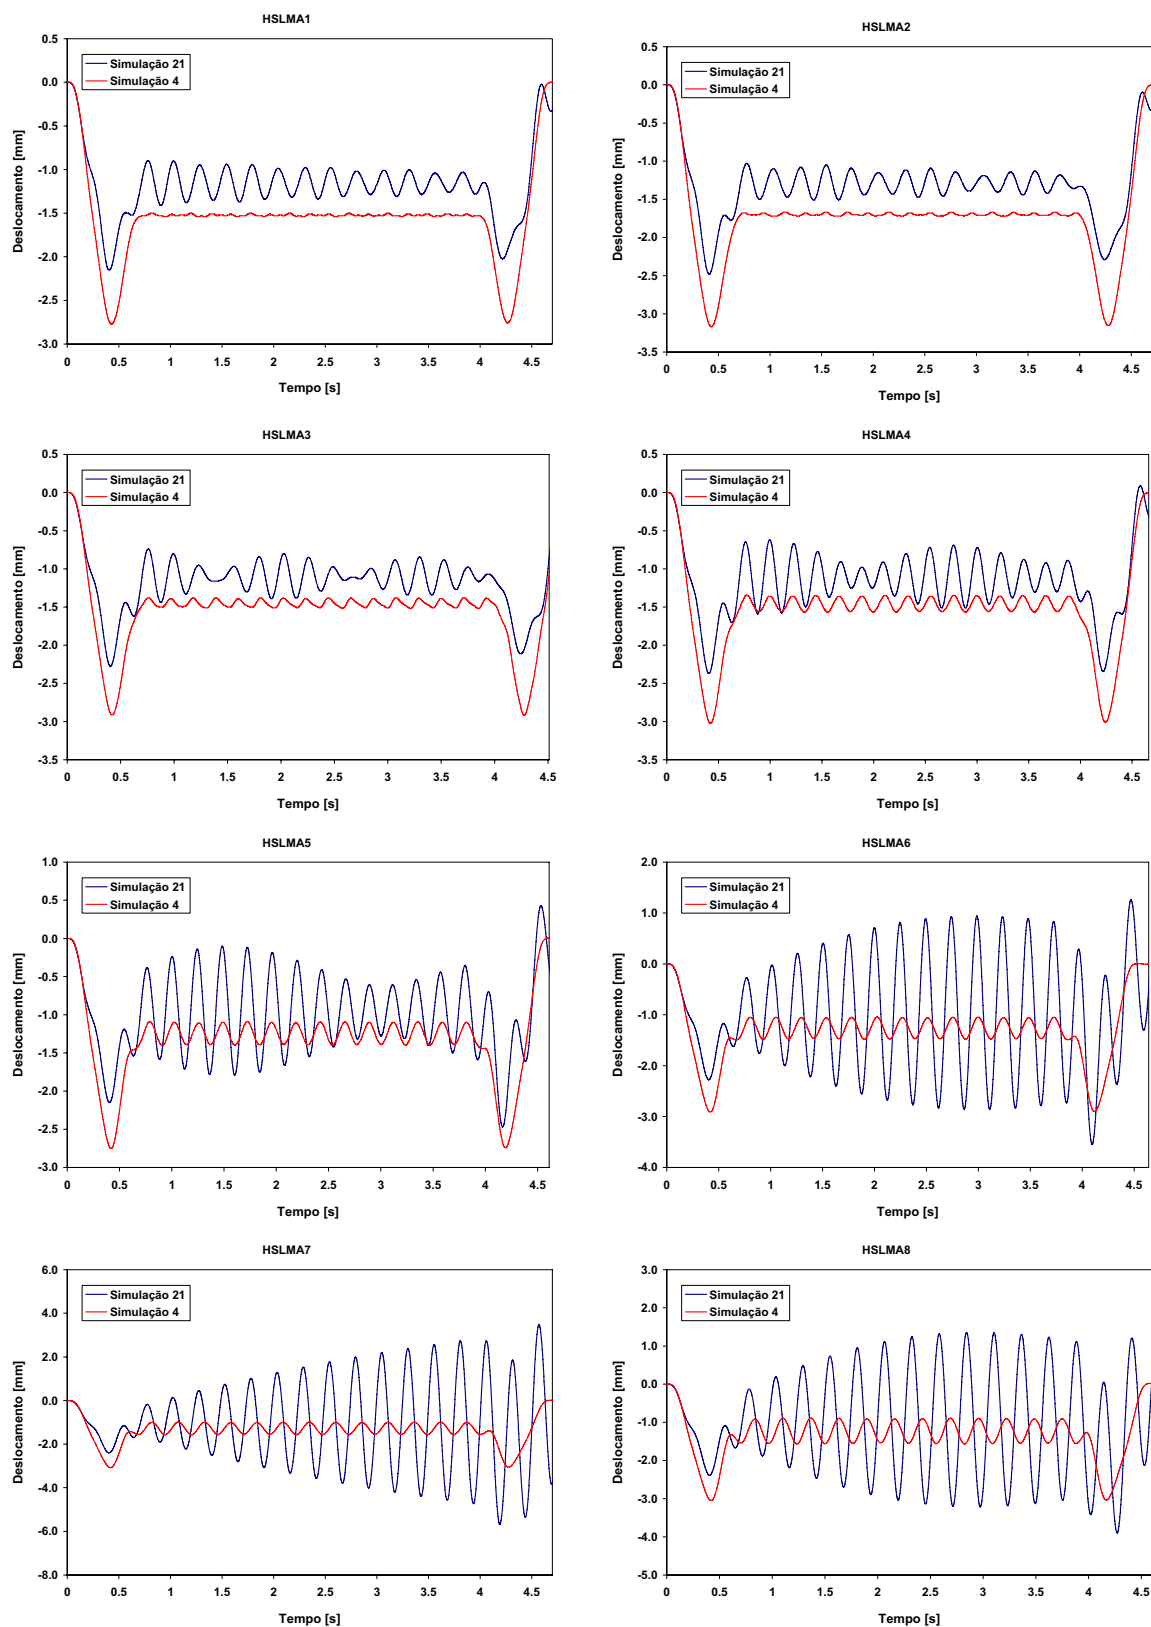 HSLMA1
0.5
0.0
-0.5
-1.0
-1.5
-2.0
-2.5
-3.0
Deslocamento [mm]
Simulação 21
Simulação 4
0 0.5 1 1.5 2 2.5 3 3.5 4 4.5
Tempo [s]
HSLMA2
0.5
0.0
-0.5
-1.0
-1.5
-2.0
-2.5
-3.0
-3.5
Deslocamento [mm]
Simulação 21
Simulação 4
0 0.5 1 1.5 2 2.5 3 3.5 4 4.5
Tempo [s]
HSLMA3
0.5
0.0
-0.5
-1.0
-1.5
-2.0
-2.5
-3.0
-3.5
Deslocamento [mm]
Simulação 21
Simulação 4
0 0.5 1 1.5 2 2.5 3 3.5 4 4.5
Tempo [s]
HSLMA4
0.5
0.0
-0.5
-1.0
-1.5
-2.0
-2.5
-3.0
-3.5
Deslocamento [mm]
Simulação 21
Simulação 4
0 0.5 1 1.5 2 2.5 3 3.5 4 4.5
Tempo [s]
HSLMA5
1.0
0.5
0.0
-0.5
-1.0
-1.5
-2.0
-2.5
-3.0
Deslocamento [mm]
Simulação 21
Simulação 4
0 0.5 1 1.5 2 2.5 3 3.5 4 4.5
Tempo [s]
HSLMA6
2.0
1.0
0.0
-1.0
-2.0
-3.0
-4.0
Deslocamento [mm]
Simulação 21
Simulação 4
0 0.5 1 1.5 2 2.5 3 3.5 4 4.5
Tempo [s]
HSLMA7
6.0
4.0
2.0
0.0
-2.0
-4.0
-6.0
-8.0
Deslocamento [mm]
Simulação 21
Simulação 4
0 0.5 1 1.5 2 2.5 3 3.5 4 4.5
Tempo [s]
HSLMA8
3.0
2.0
1.0
0.0
-1.0
-2.0
-3.0
-4.0
-5.0
Deslocamento [mm]
Simulação 21
Simulação 4
0 0.5 1 1.5 2 2.5 3 3.5 4 4.5
Tempo [s]